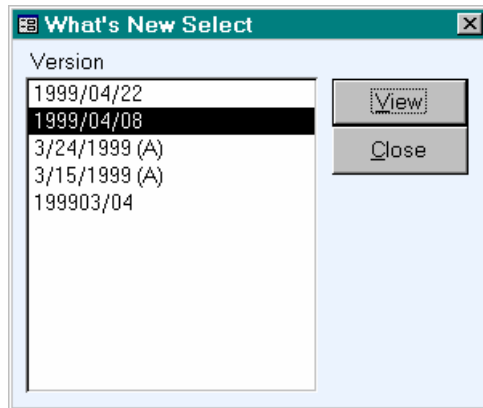 What's New Select
Version
1999/04/22
1999/04/08
3/24/1999 (A)
3/15/1999 (A)
199903/04
View
Close